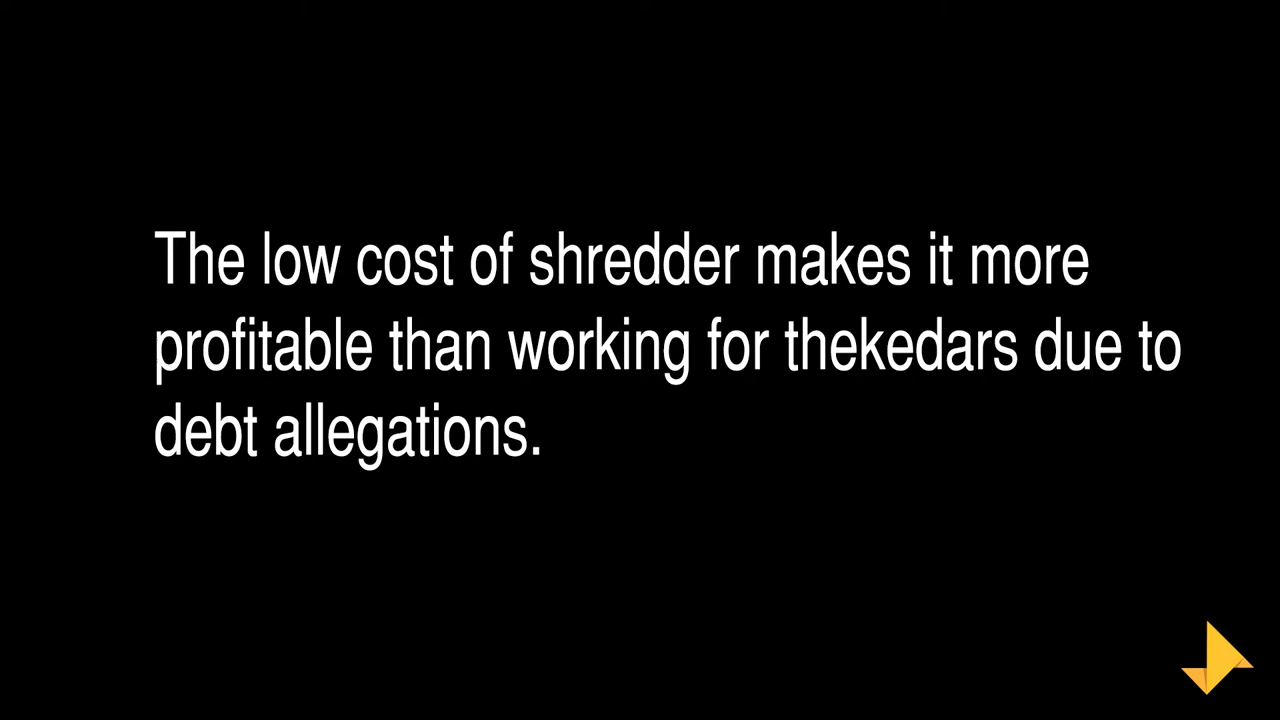 The low cost of shredder makes it more
profitable than working for thekedars due to
debt allegations.